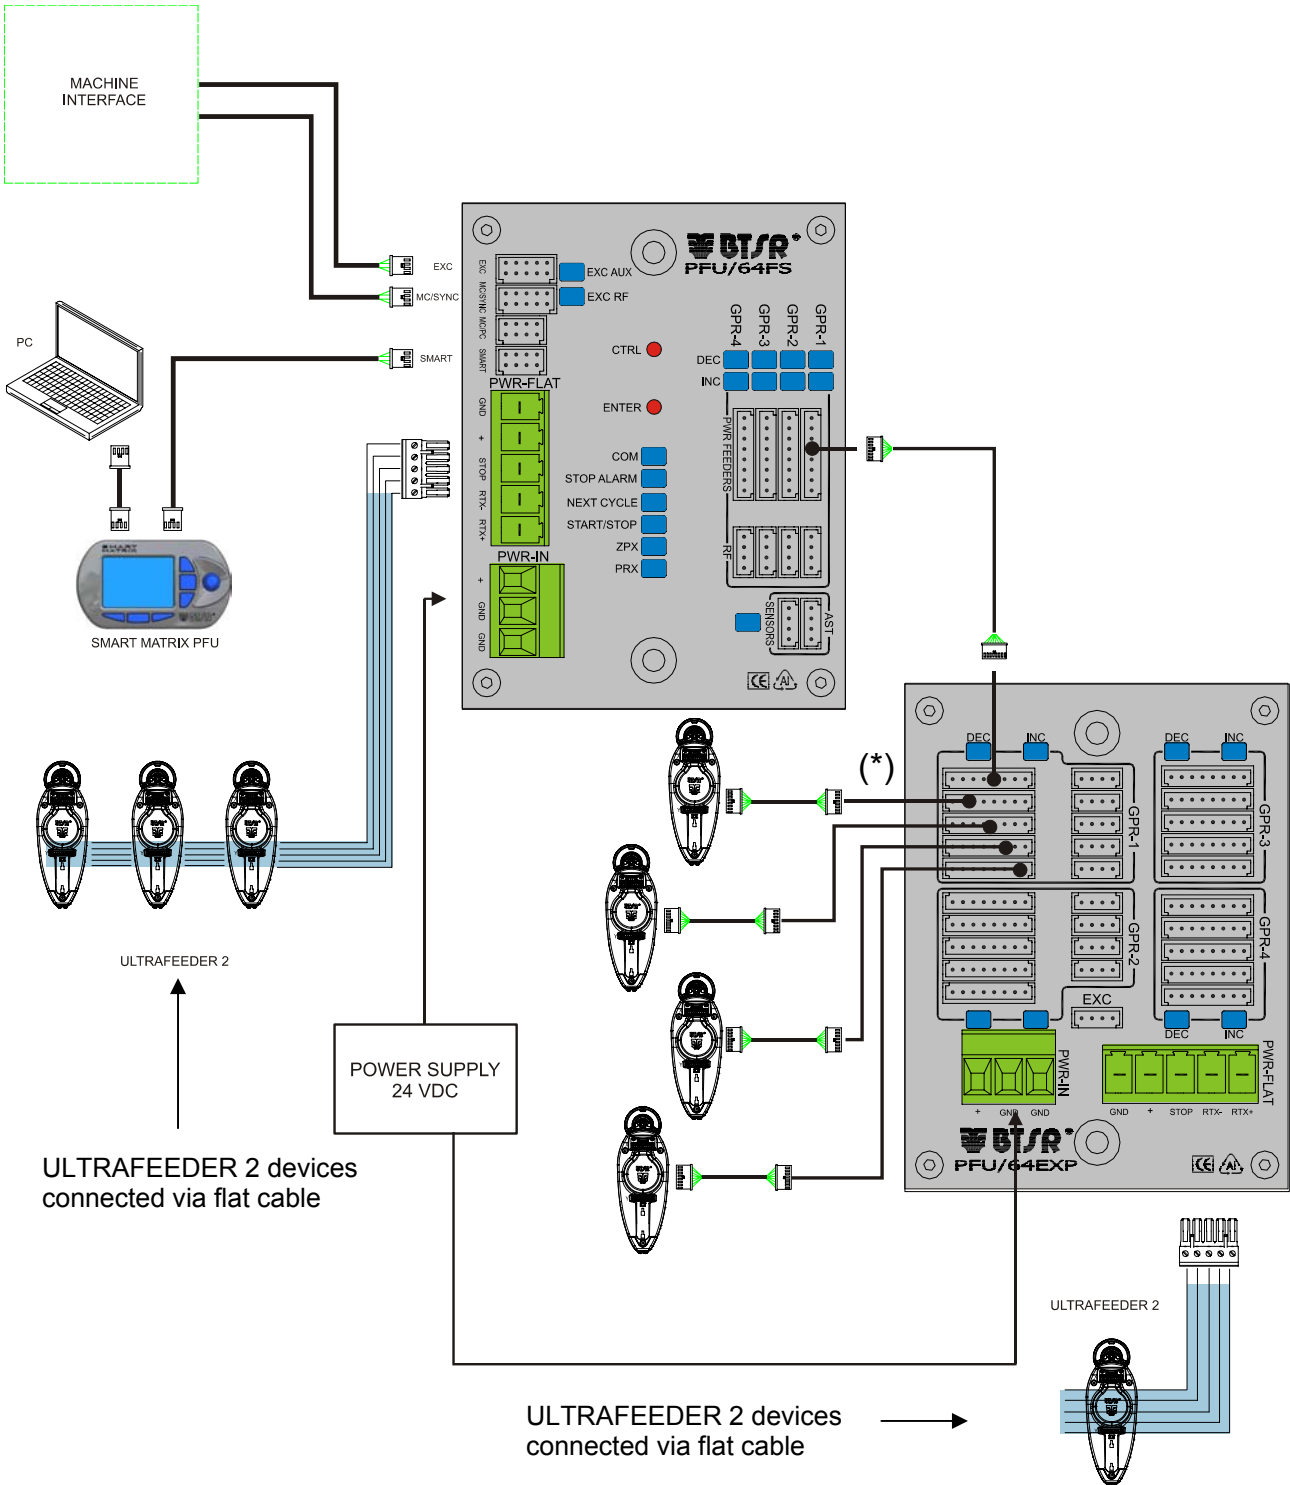 MACHINE
INTERFACE
PC
EXC
MC/SYNC
SMART
SMART
MATRIX
SMART MATRIX PFU
BTSR
PFU/64FS
EXC
MC/SYNC
MC/PC
SMART
EXC AUX
EXC RF
CTRL
ENTER
GPR-4
GPR-3
GPR-2
GPR-1
DEC
INC
PWR FEEDERS
RF
PWR-FLAT
GND
+
STOP
RTX-
RTX+
COM
STOP ALARM
NEXT CYCLE
START/STOP
ZPX
PRX
PWR-IN
+
GND
GND
SENSORS
AST
CE
(*)
ULTRAFEEDER 2
ULTRAFEEDER 2 devices
connected via flat cable
POWER SUPPLY
24 VDC
DEC
INC
DEC
INC
GPR-1
GPR-3
GPR-2
GPR-4
EXC
DEC
INC
PWR-IN
PWR-FLAT
+
GND
GND
GND
+
STOP
RTX-
RTX+
BTSR
PFU/64EXP
CE
ULTRAFEEDER 2
ULTRAFEEDER 2 devices
connected via flat cable